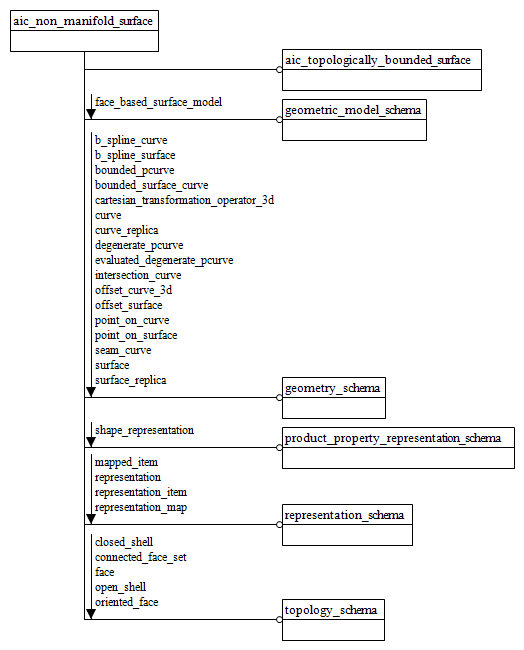 aic_non_manifold_surface
aic_topologically_bounded_surface
face_based_surface_model
geometric_model_schema
b_spline_curve
b_spline_surface
bounded_pcurve
bounded_surface_curve
cartesian_transformation_operator_3d
curve
curve_replica
degenerate_pcurve
evaluated_degenerate_pcurve
intersection_curve
offset_curve_3d
offset_surface
point_on_curve
point_on_surface
seam_curve
surface
surface_replica
geometry_schema
shape_representation
product_property_representation_schema
mapped_item
representation
representation_item
representation_map
representation_schema
closed_shell
connected_face_set
face
open_shell
oriented_face
topology_schema